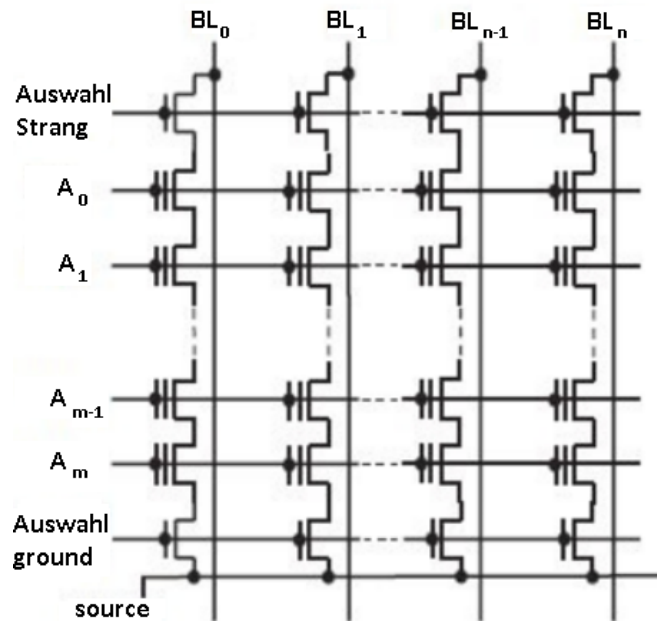 BL0 BL1 BLn-1 BLn
Auswahl
Strang
A0
A1
Am-1
Am
Auswahl
ground
source